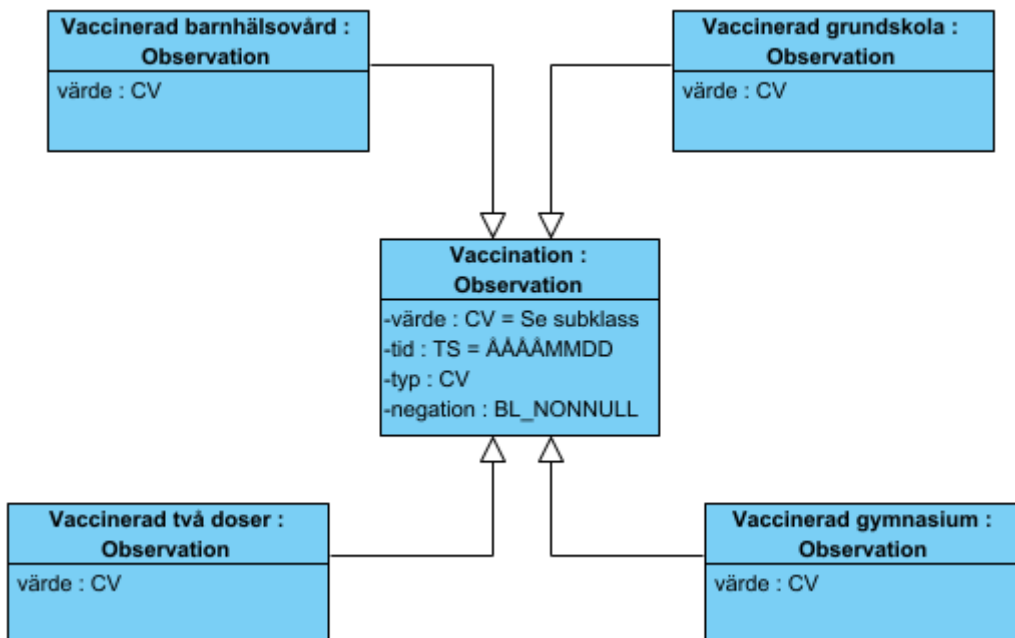 Vaccinerad barnhälsovård :
Observation
värde : CV
Vaccinerad grundskola :
Observation
värde : CV
Vaccination :
Observation
-värde : CV = Se subklass
-tid : TS = ÅÅÅÅMMDD
-typ : CV
-negation : BL_NONNULL
Vaccinerad två doser :
Observation
värde : CV
Vaccinerad gymnasium :
Observation
värde : CV